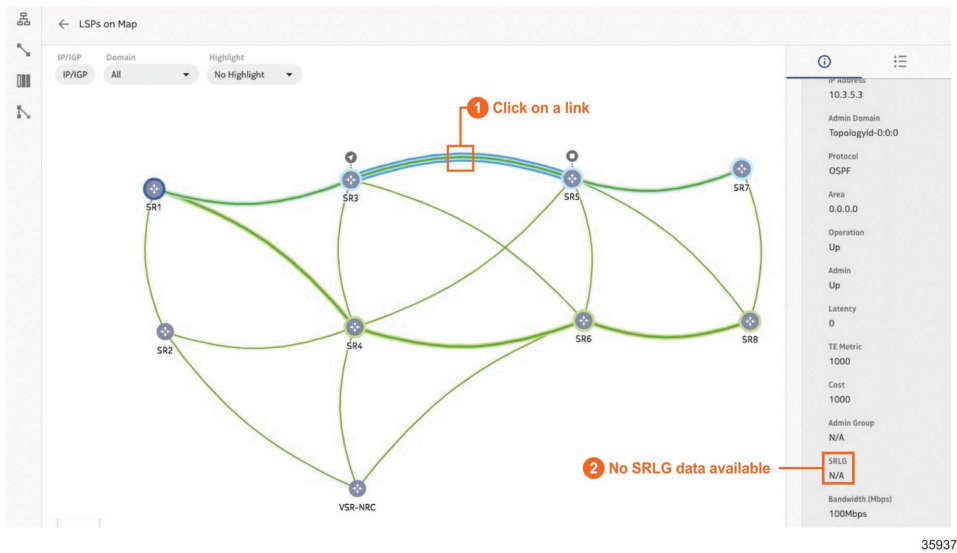 LSPs on Map
IP/IGP
Domain
Highlight
IP/IGP
All
No Highlight
1 Click on a link
SR1
SR3
SR5
SR7
SR2
SR4
SR6
SR8
VSR-NRC
2 No SRLG data available
IP Address
10.3.5.3
Admin Domain
TopologyId-0:0:0
Protocol
OSPF
Area
0.0.0.0
Operation
Up
Admin
Up
Latency
0
TE Metric
1000
Cost
1000
Admin Group
N/A
SRLG
N/A
Bandwidth (Mbps)
100Mbps
35937